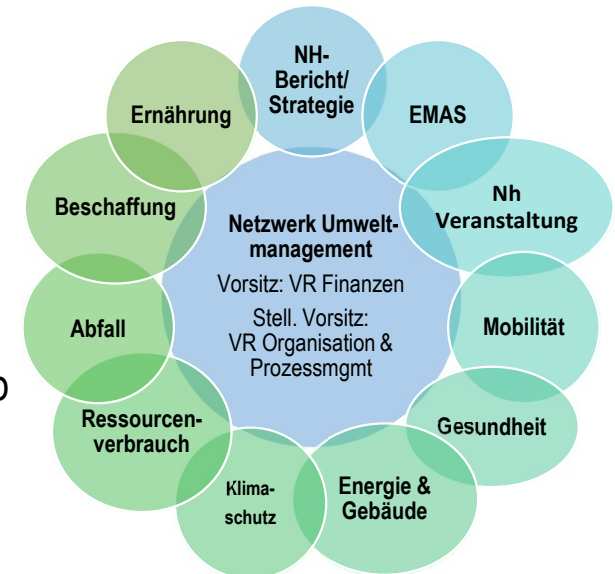 NH-
Bericht/
Strategie
EMAS
Nh
Veranstaltung
Mobilität
Gesundheit
Energie &
Gebäude
Klima-
schutz
Ressourcen-
verbrauch
Abfall
Beschaffung
Ernährung
Netzwerk Umwelt-
management
Vorsitz: VR Finanzen
Stell. Vorsitz:
VR Organisation &
Prozessmgmt